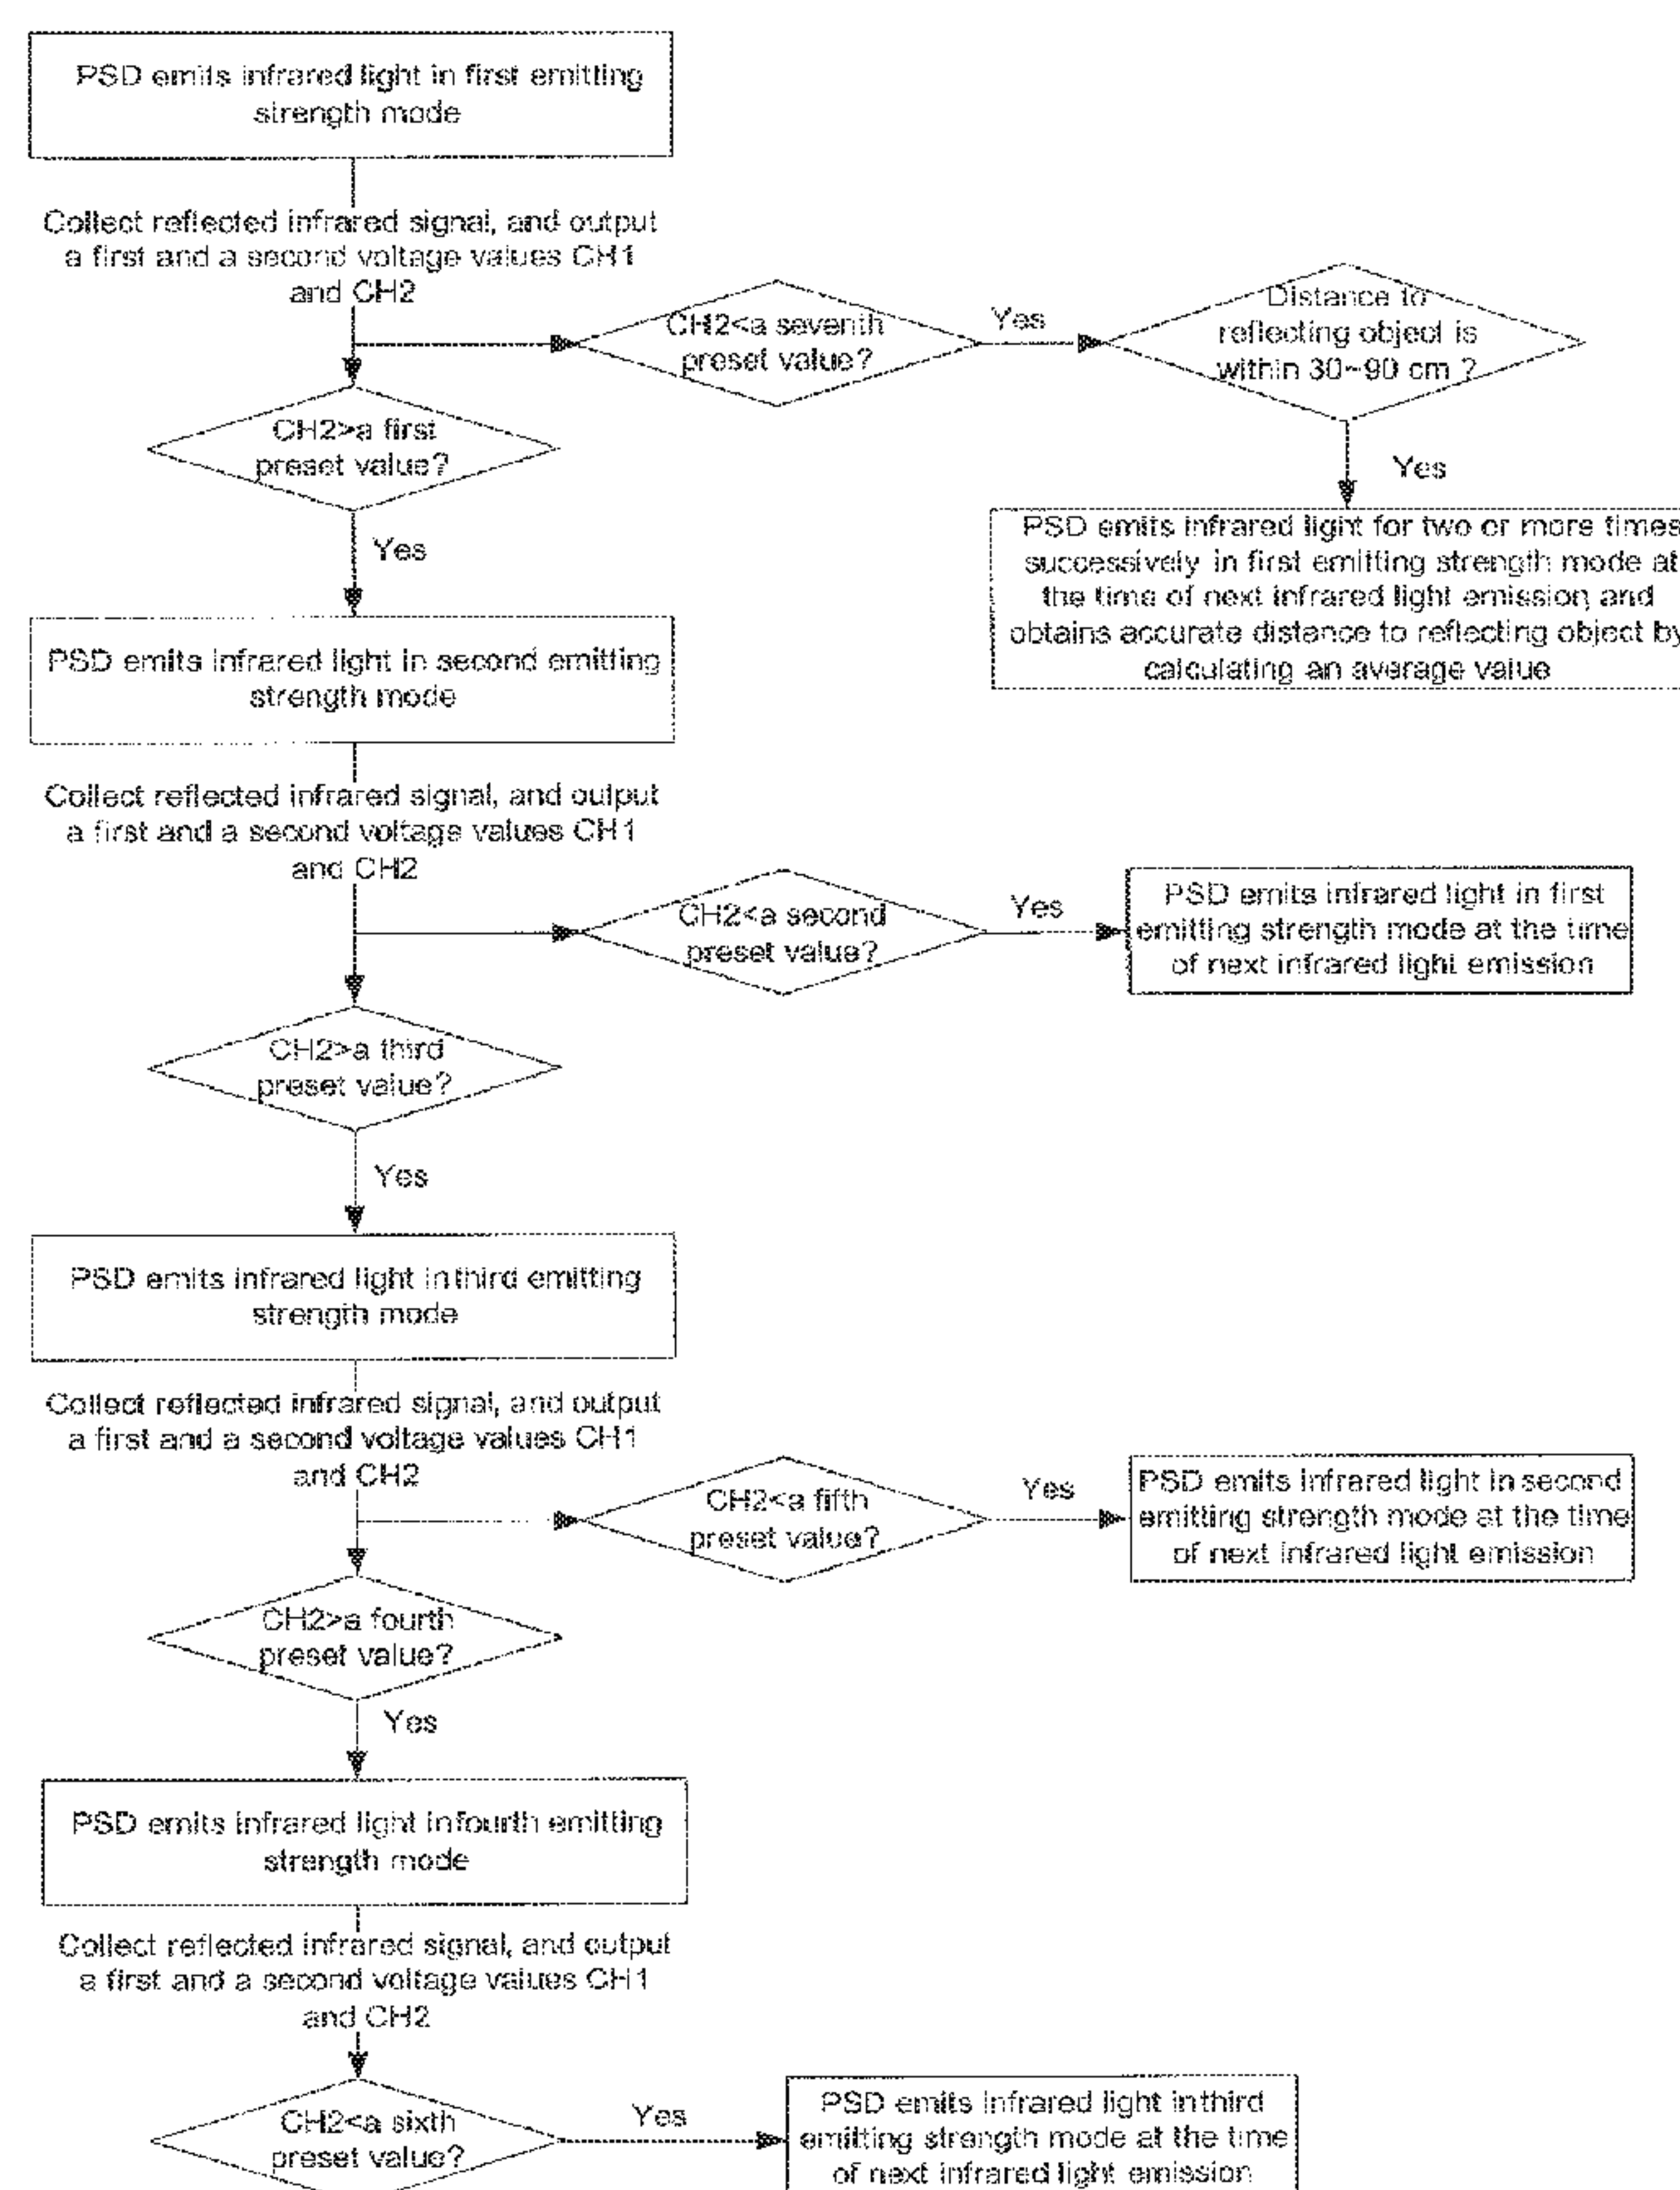 PSD emits infrared light in first emitting
strength mode
Collect reflected infrared signal, and output
a first and a second voltage values CH1
and CH2
CH2<a seventh
preset value?
Yes
Distance to
reflecting object is
within 30~90 cm ?
CH2>a first
preset value?
Yes
Yes
PSD emits infrared light for two or more times
successively in first emitting strength mode at
the time of next infrared light emission and
obtains accurate distance to reflecting object by
calculating an average value
PSD emits infrared light in second emitting
strength mode
Collect reflected infrared signal, and output
a first and a second voltage values CH1
and CH2
CH2<a second
preset value?
Yes
PSD emits infrared light in first
emitting strength mode at the time
of next infrared light emission
CH2>a third
preset value?
Yes
PSD emits infrared light in third emitting
strength mode
Collect reflected infrared signal, and output
a first and a second voltage values CH1
and CH2
CH2<a fifth
preset value?
Yes
PSD emits infrared light in second
emitting strength mode at the time
of next infrared light emission
CH2>a fourth
preset value?
Yes
PSD emits infrared light in fourth emitting
strength mode
Collect reflected infrared signal, and output
a first and a second voltage values CH1
and CH2
CH2<a sixth
preset value?
Yes
PSD emits infrared light in third
emitting strength mode at the time
of next infrared light emission